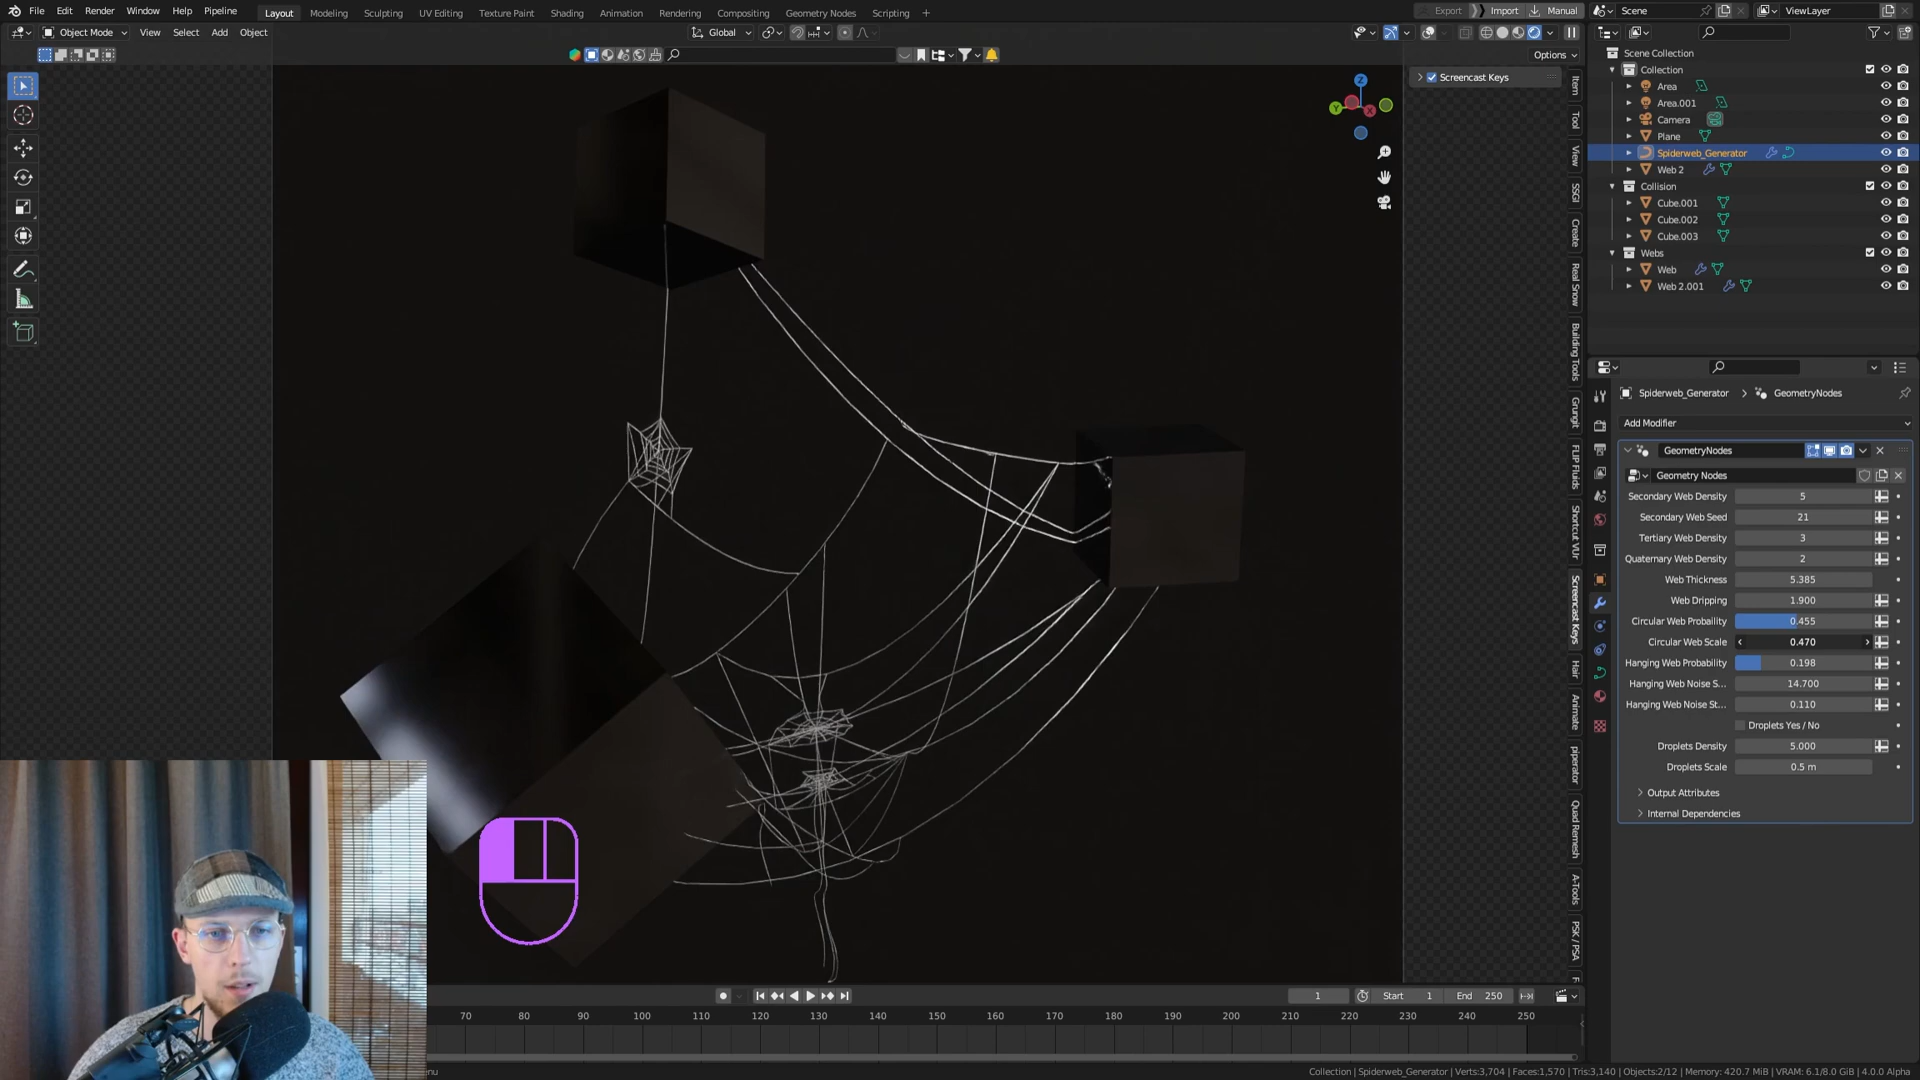 File Edit Render Window Help Pipeline
Layout Modeling Sculpting UV Editing Texture Paint Shading Animation Rendering Compositing Geometry Nodes Scripting +
Export Import Manual Scene ViewLayer
Object Mode View Select Add Object Global
Options
Screencast Keys
Item
Tool
View
SSGI
Create
Real Snow
Building Tools
Grungit
FLIP Fluids
Shortcut VUr
Screencast Keys
Hair
Animate
piperator
Quad Remesh
A-Tools
PSK / PSA
F
Z
Y
X
Scene Collection
Collection
Area
Area.001
Camera
Plane
Spiderweb_Generator
Web 2
Collision
Cube.001
Cube.002
Cube.003
Webs
Web
Web 2.001
Spiderweb_Generator > GeometryNodes
Add Modifier
GeometryNodes
Geometry Nodes
Secondary Web Density 5
Secondary Web Seed 21
Tertiary Web Density 3
Quaternary Web Density 2
Web Thickness 5.385
Web Dripping 1.900
Circular Web Probaility 0.455
Circular Web Scale 0.470
Hanging Web Probability 0.198
Hanging Web Noise S... 14.700
Hanging Web Noise St... 0.110
Droplets Yes / No
Droplets Density 5.000
Droplets Scale 0.5 m
Output Attributes
Internal Dependencies
1 Start 1 End 250
70 80 90 100 110 120 130 140 150 160 170 180 190 200 210 220 230 240 250
nu
Collection | Spiderweb_Generator | Verts:3,704 | Faces:1,570 | Tris:3,140 | Objects:2/12 | Memory: 420.7 MiB | VRAM: 6.1/8.0 GiB | 4.0.0 Alpha